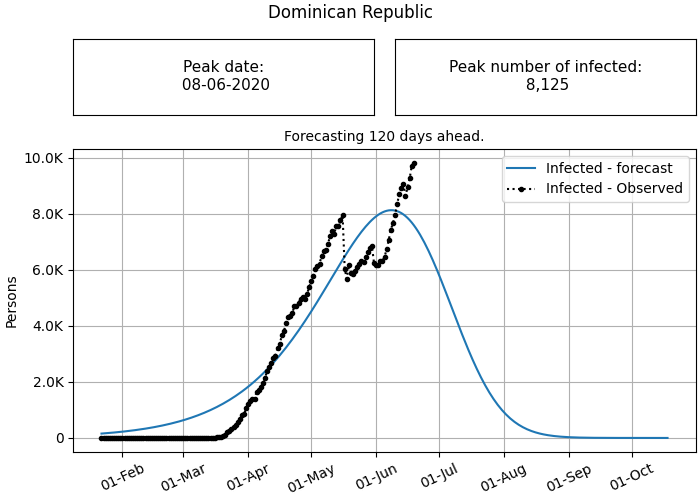 Dominican Republic
Peak date:
08-06-2020
Peak number of infected:
8,125
Forecasting 120 days ahead.
Infected - forecast
Infected - Observed
Persons
10.0K
8.0K
6.0K
4.0K
2.0K
0
01-Feb
01-Mar
01-Apr
01-May
01-Jun
01-Jul
01-Aug
01-Sep
01-Oct